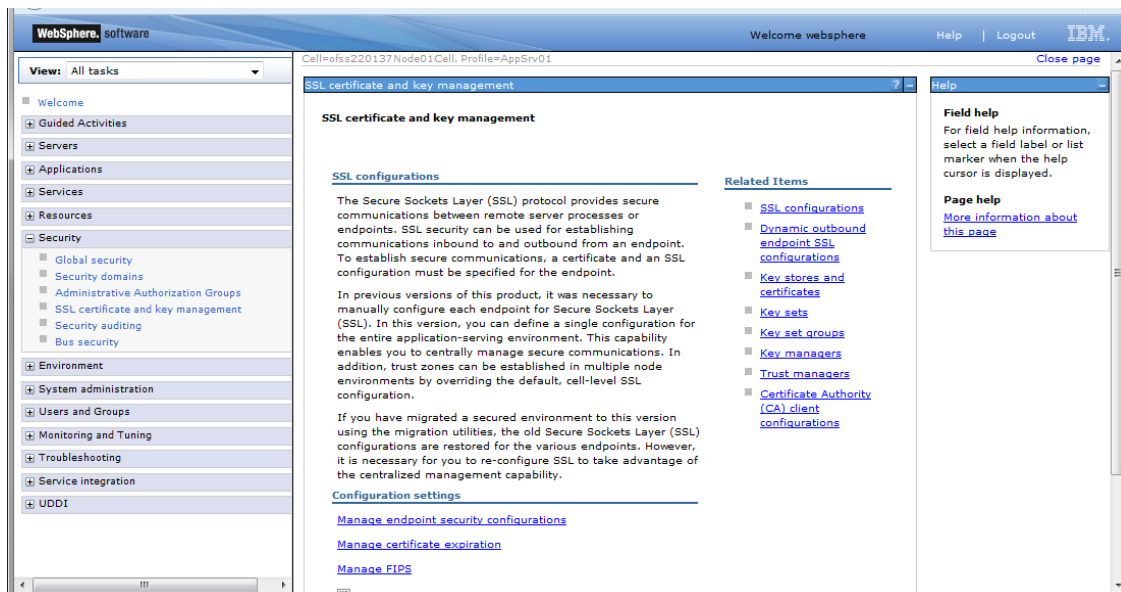 WebSphere. software
Welcome websphere
Help | Logout
IBM.
View: All tasks
Welcome
Guided Activities
Servers
Applications
Services
Resources
Security
Global security
Security domains
Administrative Authorization Groups
SSL certificate and key management
Security auditing
Bus security
Environment
System administration
Users and Groups
Monitoring and Tuning
Troubleshooting
Service integration
UDDI
Cell=ofss220137Node01Cell, Profile=AppSrv01
Close page
SSL certificate and key management
?
SSL certificate and key management
SSL configurations
The Secure Sockets Layer (SSL) protocol provides secure
communications between remote server processes or
endpoints. SSL security can be used for establishing
communications inbound to and outbound from an endpoint.
To establish secure communications, a certificate and an SSL
configuration must be specified for the endpoint.
In previous versions of this product, it was necessary to
manually configure each endpoint for Secure Sockets Layer
(SSL). In this version, you can define a single configuration for
the entire application-serving environment. This capability
enables you to centrally manage secure communications. In
addition, trust zones can be established in multiple node
environments by overriding the default, cell-level SSL
configuration.
If you have migrated a secured environment to this version
using the migration utilities, the old Secure Sockets Layer (SSL)
configurations are restored for the various endpoints. However,
it is necessary for you to re-configure SSL to take advantage of
the centralized management capability.
Configuration settings
Manage endpoint security configurations
Manage certificate expiration
Manage FIPS
Related Items
SSL configurations
Dynamic outbound
endpoint SSL
configurations
Key stores and
certificates
Key sets
Key set groups
Key managers
Trust managers
Certificate Authority
(CA) client
configurations
Help
Field help
For field help information,
select a field label or list
marker when the help
cursor is displayed.
Page help
More information about
this page